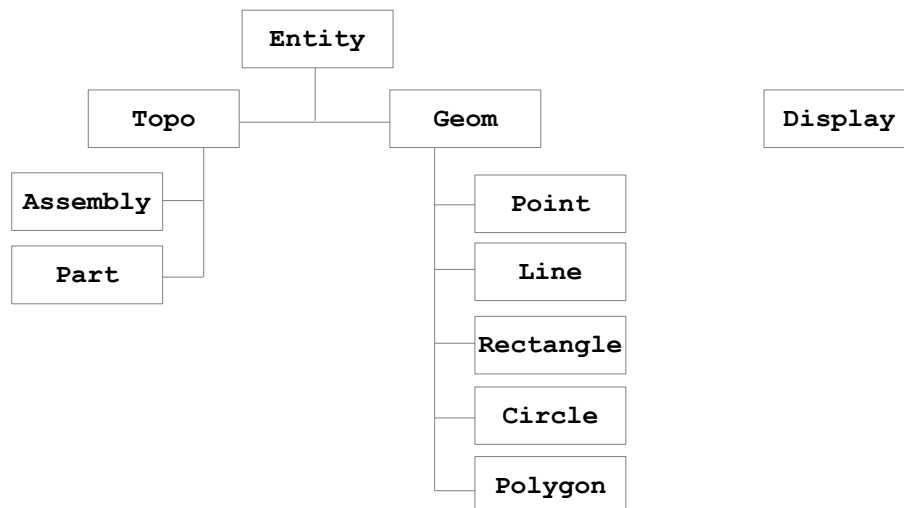 Entity
Topo
Geom
Display
Assembly
Part
Point
Line
Rectangle
Circle
Polygon